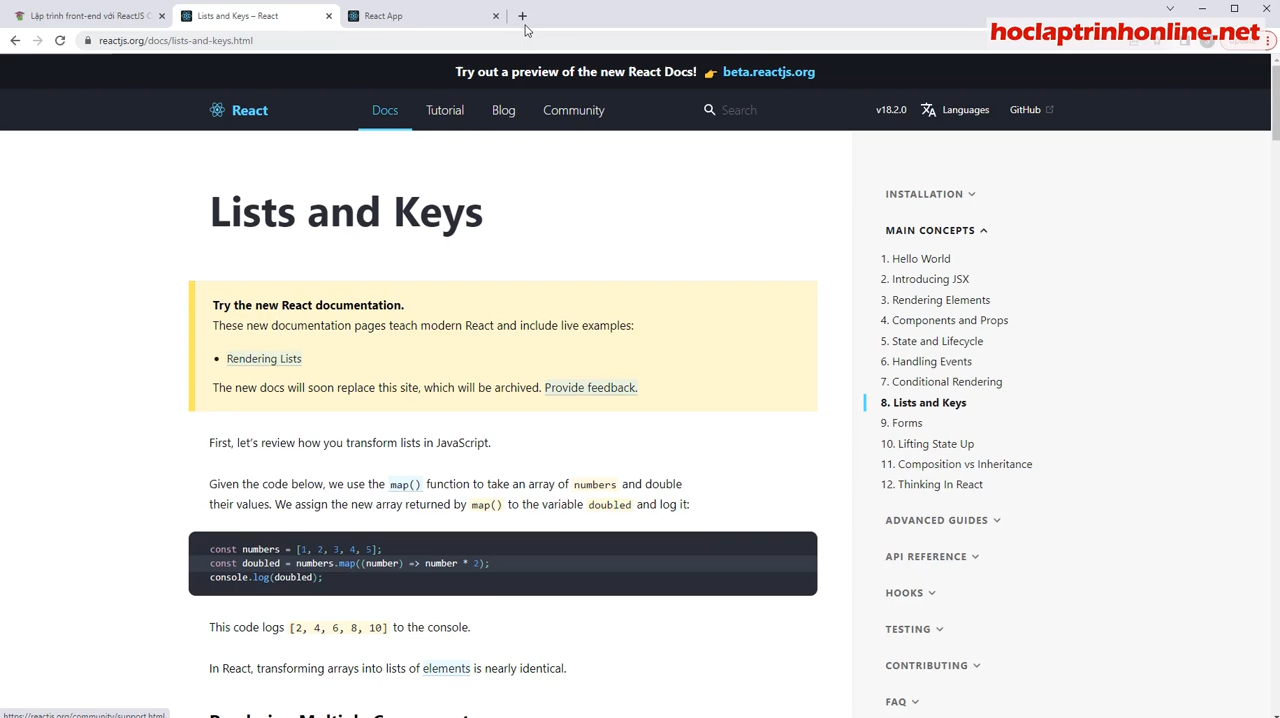 Lập trình front-end với ReactJS C
Lists and Keys – React
React App
hoclaptrinhonline.net
reactjs.org/docs/lists-and-keys.html
Try out a preview of the new React Docs! 👉 beta.reactjs.org
React
Docs
Tutorial
Blog
Community
Search
v18.2.0
Languages
GitHub
Lists and Keys
Try the new React documentation.
These new documentation pages teach modern React and include live examples:
• Rendering Lists
The new docs will soon replace this site, which will be archived. Provide feedback.
First, let's review how you transform lists in JavaScript.
Given the code below, we use the map() function to take an array of numbers and double
their values. We assign the new array returned by map() to the variable doubled and log it:
const numbers = [1, 2, 3, 4, 5];
const doubled = numbers.map((number) => number * 2);
console.log(doubled);
This code logs [2, 4, 6, 8, 10] to the console.
In React, transforming arrays into lists of elements is nearly identical.
INSTALLATION
MAIN CONCEPTS
1. Hello World
2. Introducing JSX
3. Rendering Elements
4. Components and Props
5. State and Lifecycle
6. Handling Events
7. Conditional Rendering
8. Lists and Keys
9. Forms
10. Lifting State Up
11. Composition vs Inheritance
12. Thinking In React
ADVANCED GUIDES
API REFERENCE
HOOKS
TESTING
CONTRIBUTING
FAQ
https://reactjs.org/community/support.html